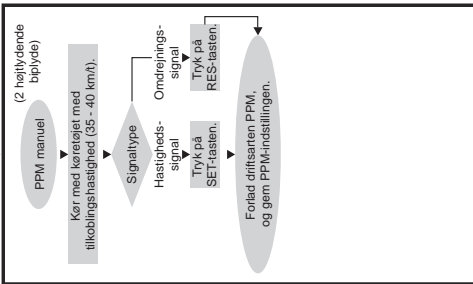 (2 højtlydende
biplyde)
PPM manuel
Kør med køretøjet med
tilkoblingshastighed (35 - 40 km/t).
Signaltype
Hastigheds-
signal
Omdrejnings-
signal
Tryk på
SET-tasten.
Tryk på
RES-tasten.
Forlad driftsarten PPM,
og gem PPM-indstillingen.